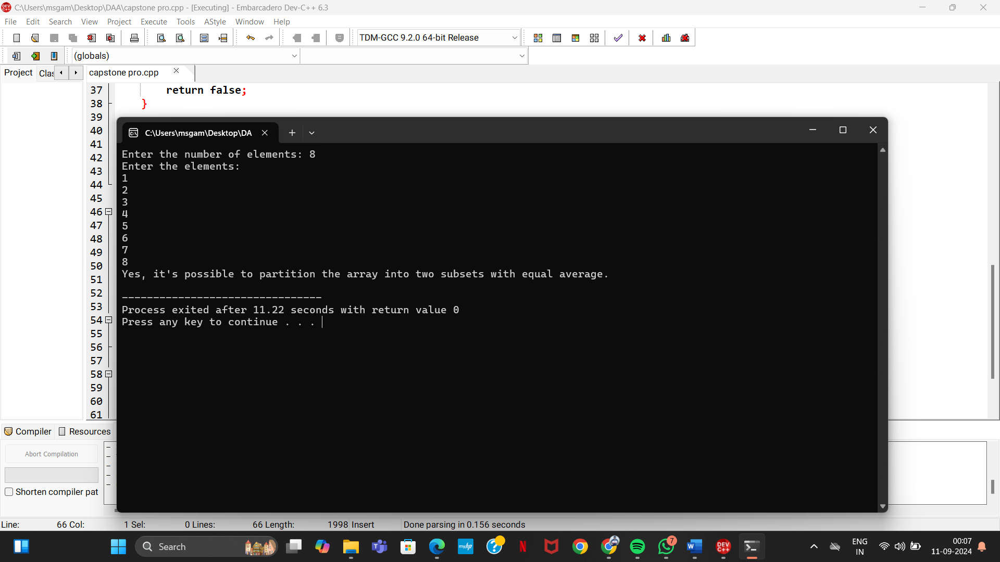 C:\Users\msgam\Desktop\DAA\capstone pro.cpp - [Executing] - Embarcadero Dev-C++ 6.3
File Edit Search View Project Execute Tools AStyle Window Help
TDM-GCC 9.2.0 64-bit Release
(globals)
Project Clas capstone pro.cpp
37 return false;
38 }
39
40
41
42
43
44
45
46
47
48
49
50
51
52
53
54
55
56
57
58
59
60
61
C:\Users\msgam\Desktop\DA
Enter the number of elements: 8
Enter the elements:
1
2
3
4
5
6
7
8
Yes, it's possible to partition the array into two subsets with equal average.
--------------------------------
Process exited after 11.22 seconds with return value 0
Press any key to continue . . .
Compiler Resources
Abort Compilation
Shorten compiler pat
Line: 66 Col: 1 Sel: 0 Lines: 66 Length: 1998 Insert Done parsing in 0.156 seconds
Search
myhp
7
DEV C++
ENG
IN
00:07
11-09-2024